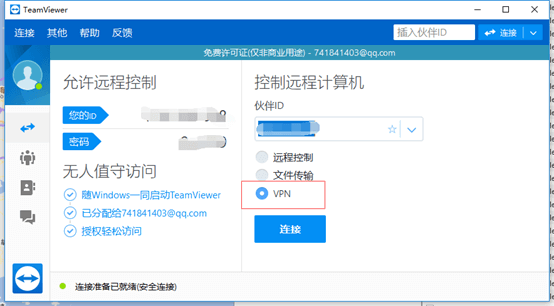 TeamViewer
连接 其他 帮助 反馈
插入伙伴ID 连接
免费许可证(仅非商业用途) - 741841403@qq.com
允许远程控制
您的ID
密码
无人值守访问
随Windows一同启动TeamViewer
已分配给741841403@qq.com
授权轻松访问
控制远程计算机
伙伴ID
远程控制
文件传输
VPN
连接
连接准备已就绪(安全连接)